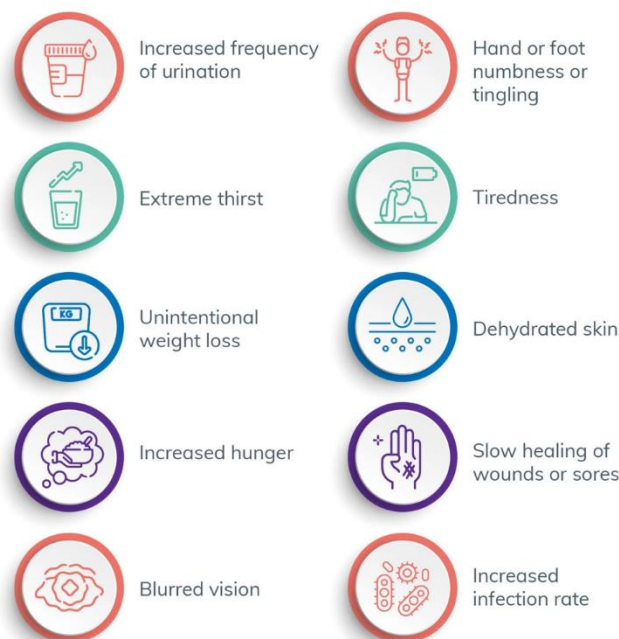 Increased frequency
of urination
Hand or foot
numbness or
tingling
Extreme thirst
Tiredness
KG
Unintentional
weight loss
Dehydrated skin
Increased hunger
Slow healing of
wounds or sores
Blurred vision
Increased
infection rate